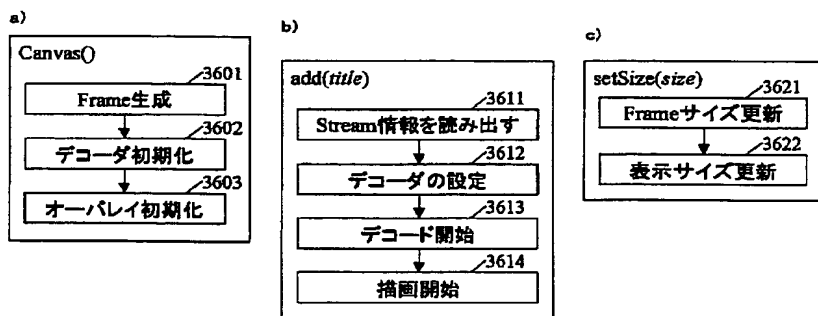 a)
Canvas()
3601
Frame生成
3602
デコーダ初期化
3603
オーバレイ初期化
b)
add(title)
3611
Stream情報を読み出す
3612
デコーダの設定
3613
デコード開始
3614
描画開始
c)
setSize(size)
3621
Frameサイズ更新
3622
表示サイズ更新